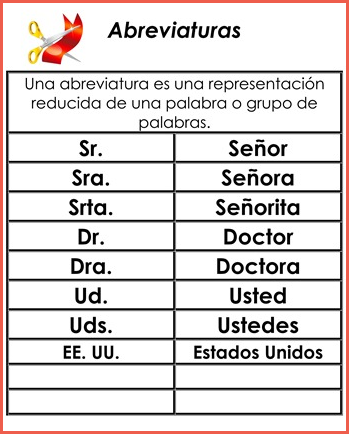 Abreviaturas
Una abreviatura es una representación
reducida de una palabra o grupo de
palabras.
Sr. Señor
Sra. Señora
Srta. Señorita
Dr. Doctor
Dra. Doctora
Ud. Usted
Uds. Ustedes
EE. UU. Estados Unidos